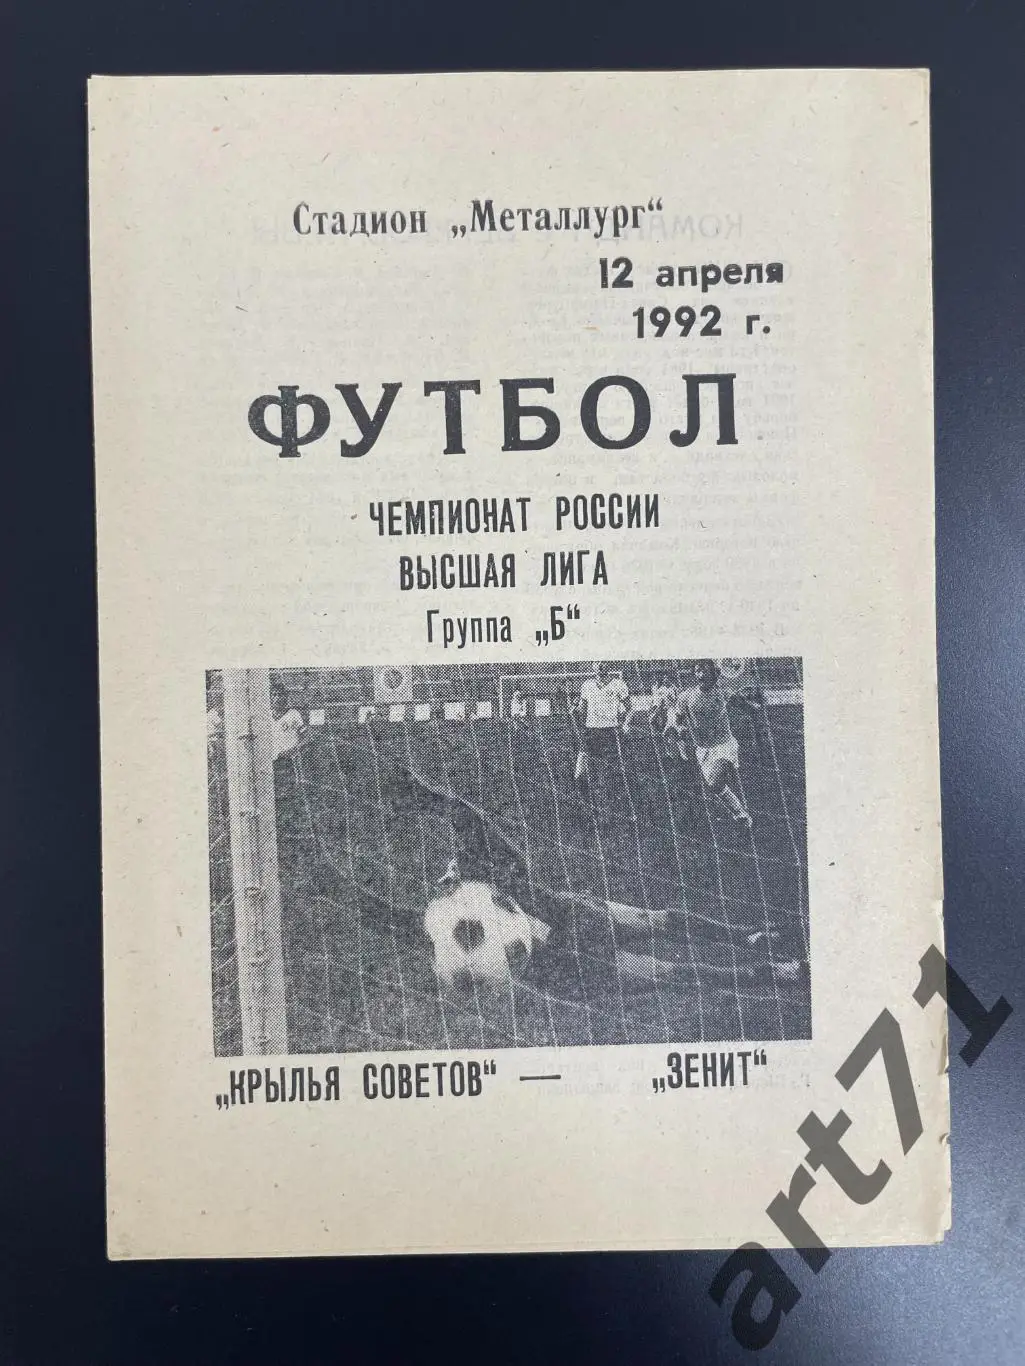 Стадион „Металлург“
12 апреля
1992 г.
ФУТБОЛ
ЧЕМПИОНАТ РОССИИ
ВЫСШАЯ ЛИГА
Группа „Б“
„КРЫЛЬЯ СОВЕТОВ“ — „ЗЕНИТ“
art71